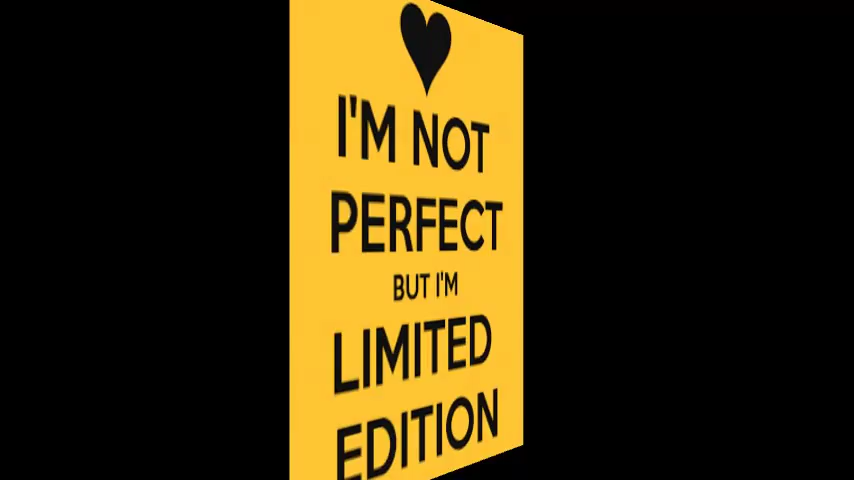 I'M NOT
PERFECT
BUT I'M
LIMITED
EDITION